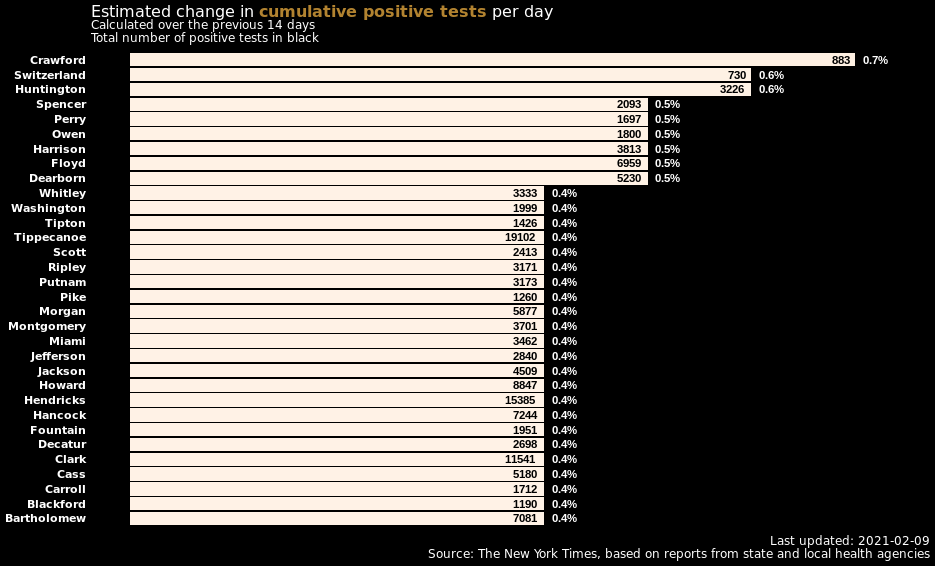 Estimated change in cumulative positive tests per day
Calculated over the previous 14 days
Total number of positive tests in black
Crawford 883 0.7%
Switzerland 730 0.6%
Huntington 3226 0.6%
Spencer 2093 0.5%
Perry 1697 0.5%
Owen 1800 0.5%
Harrison 3813 0.5%
Floyd 6959 0.5%
Dearborn 5230 0.5%
Whitley 3333 0.4%
Washington 1999 0.4%
Tipton 1426 0.4%
Tippecanoe 19102 0.4%
Scott 2413 0.4%
Ripley 3171 0.4%
Putnam 3173 0.4%
Pike 1260 0.4%
Morgan 5877 0.4%
Montgomery 3701 0.4%
Miami 3462 0.4%
Jefferson 2840 0.4%
Jackson 4509 0.4%
Howard 8847 0.4%
Hendricks 15385 0.4%
Hancock 7244 0.4%
Fountain 1951 0.4%
Decatur 2698 0.4%
Clark 11541 0.4%
Cass 5180 0.4%
Carroll 1712 0.4%
Blackford 1190 0.4%
Bartholomew 7081 0.4%
Last updated: 2021-02-09
Source: The New York Times, based on reports from state and local health agencies